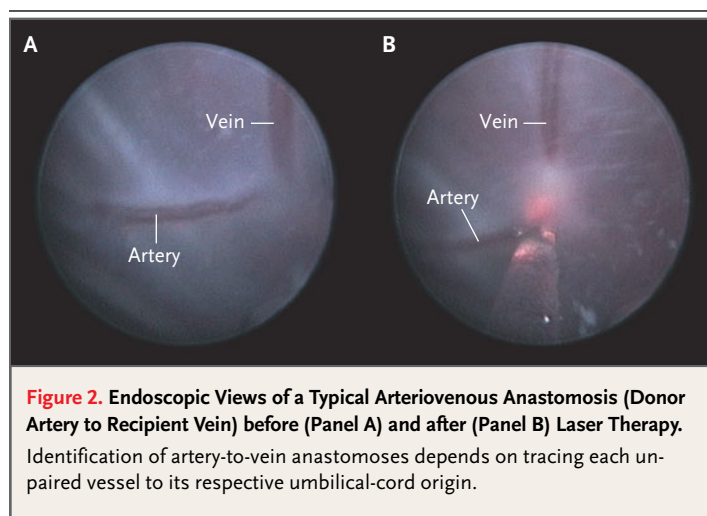 A
B
Vein
Vein
Artery
Artery
Figure 2. Endoscopic Views of a Typical Arteriovenous Anastomosis (Donor
Artery to Recipient Vein) before (Panel A) and after (Panel B) Laser Therapy.
Identification of artery-to-vein anastomoses depends on tracing each un-
paired vessel to its respective umbilical-cord origin.